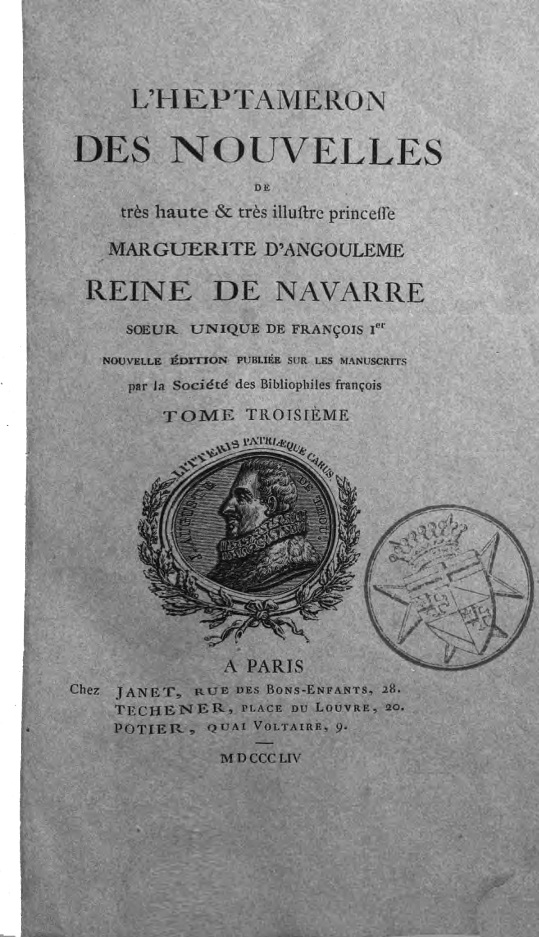 L'HEPTAMERON
DES NOUVELLES
DE
très haute & très illuſtre princeſſe
MARGUERITE D'ANGOULEME
REINE DE NAVARRE
SŒUR UNIQUE DE FRANÇOIS Ier
NOUVELLE ÉDITION PUBLIÉE SUR LES MANUSCRITS
par la Société des Bibliophiles françois
TOME TROISIÈME
LITTERIS PATRIÆQUE CARUS
A PARIS
Chez JANET, RUE DES BONS-ENFANTS, 28.
TECHENER, PLACE DU LOUVRE, 20.
POTIER, QUAI VOLTAIRE, 9.
MDCCCLIV